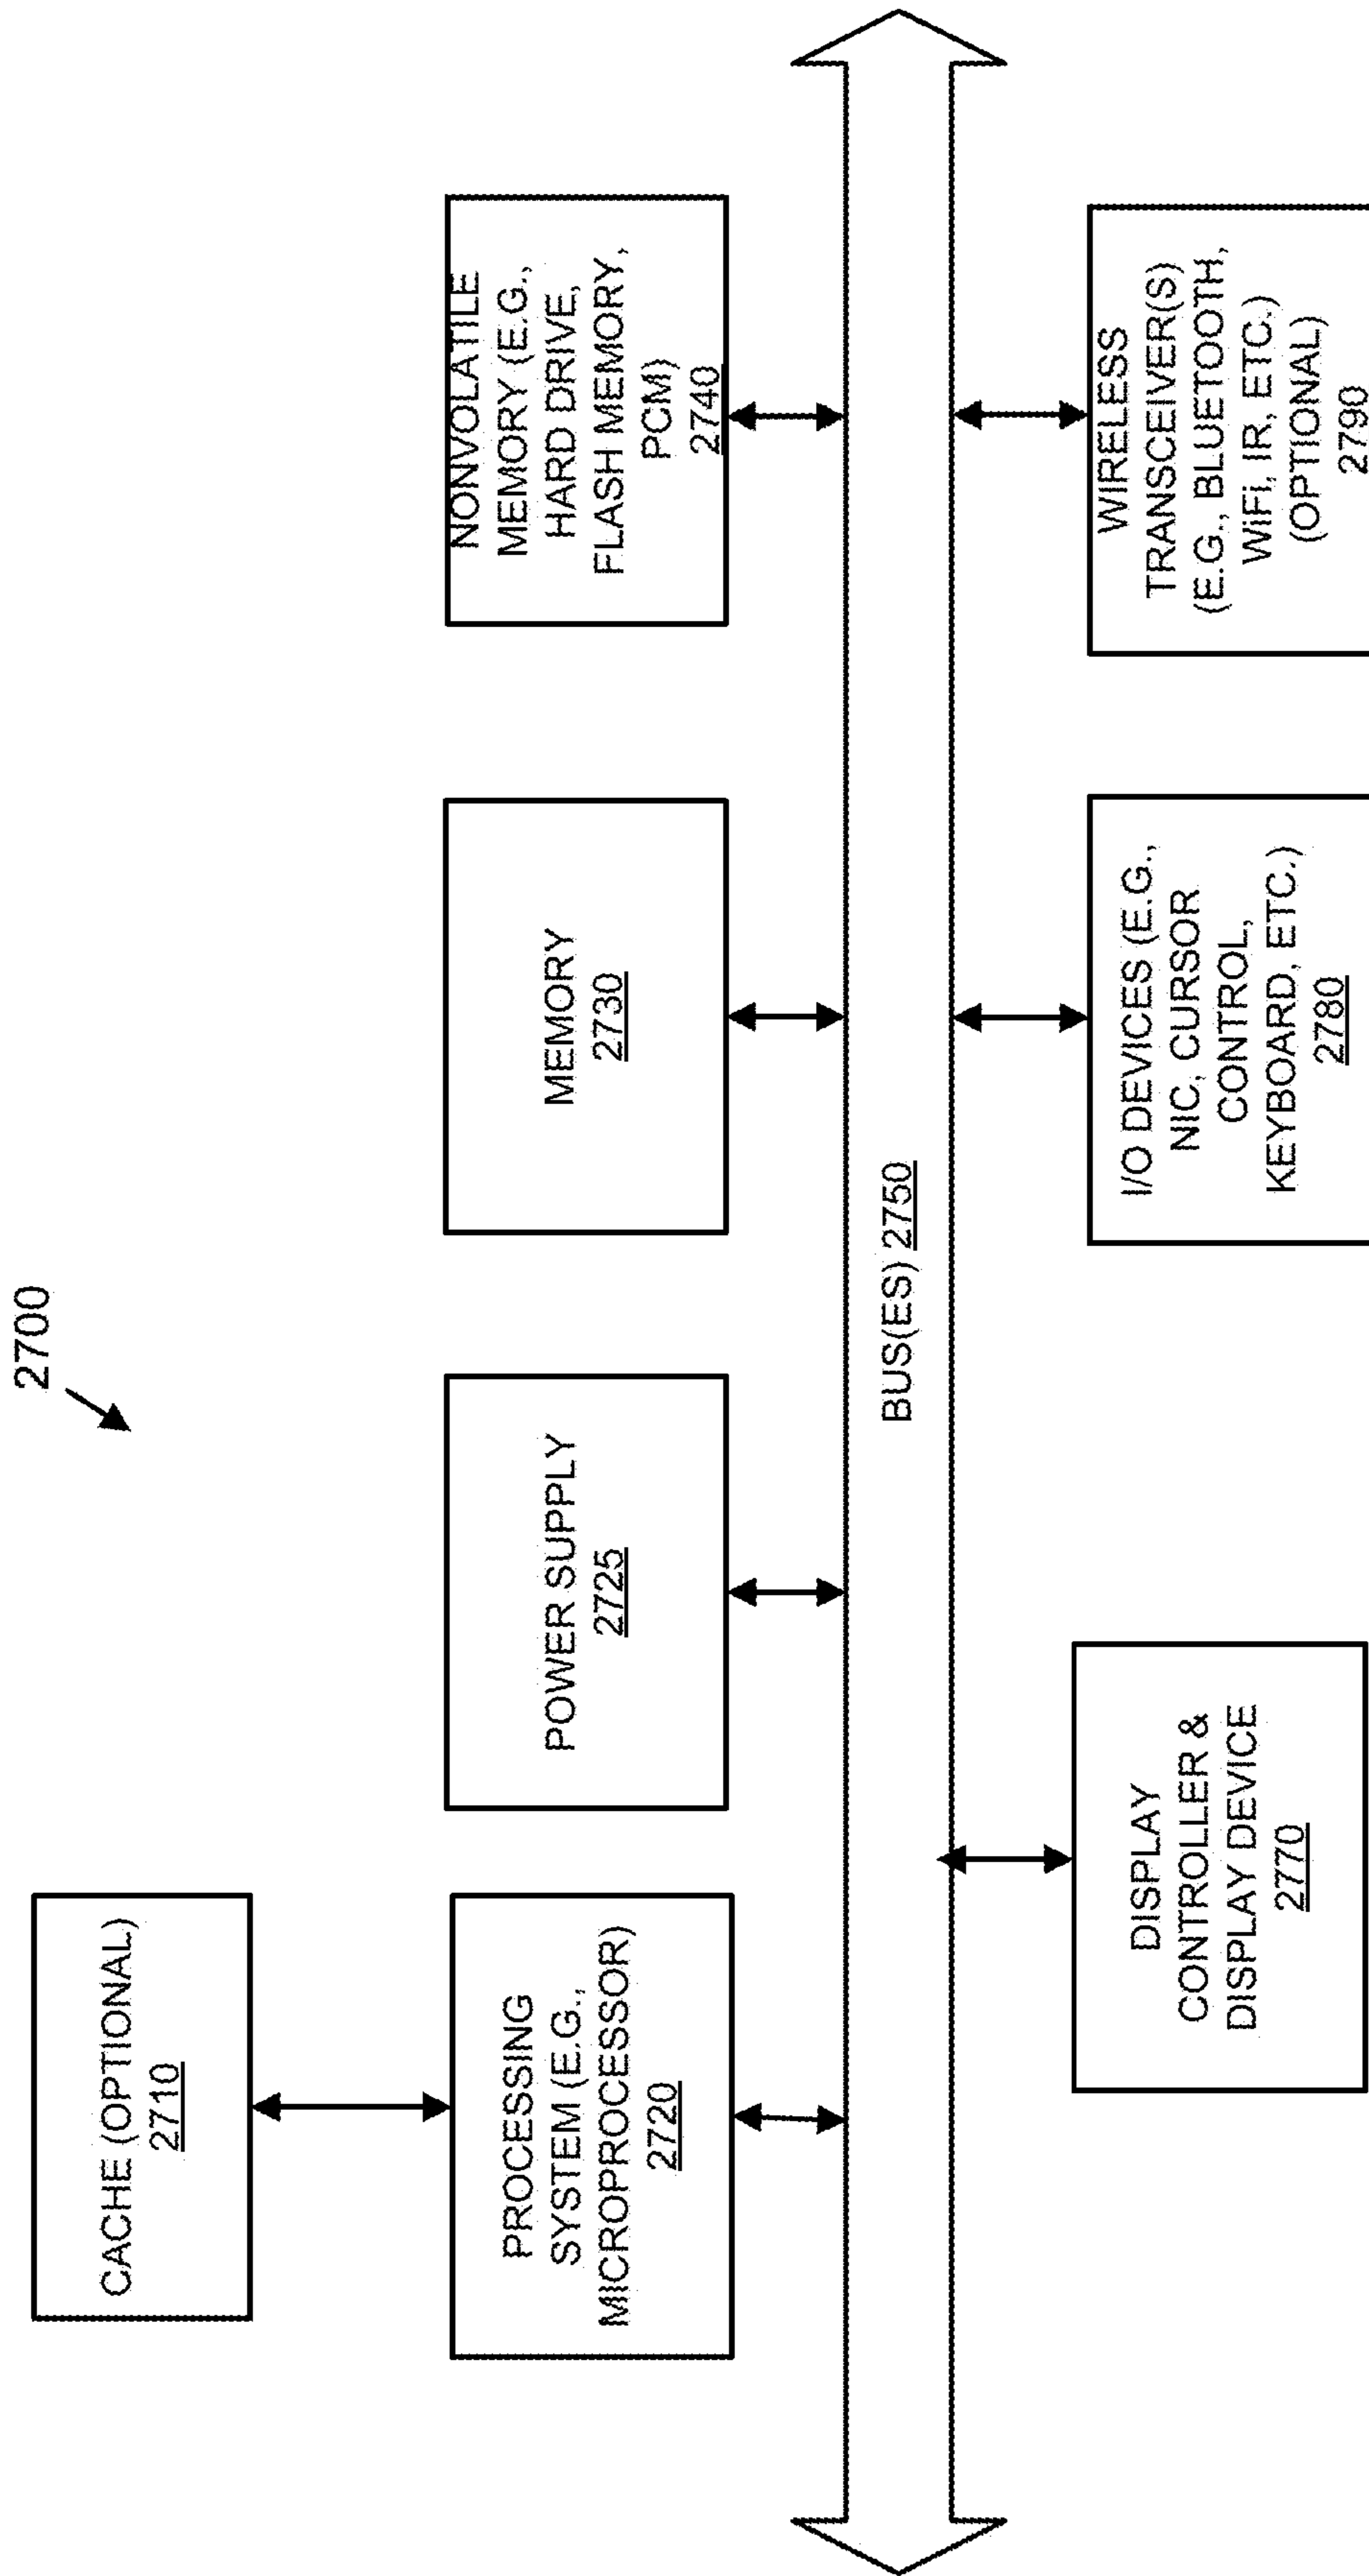 2700
CACHE (OPTIONAL)
2710
PROCESSING
SYSTEM (E.G.,
MICROPROCESSOR)
2720
POWER SUPPLY
2725
MEMORY
2730
NONVOLATILE
MEMORY (E.G.,
HARD DRIVE,
FLASH MEMORY,
PCM)
2740
BUS(ES) 2750
DISPLAY
CONTROLLER &
DISPLAY DEVICE
2770
I/O DEVICES (E.G.,
NIC, CURSOR
CONTROL,
KEYBOARD, ETC.)
2780
WIRELESS
TRANSCEIVER(S)
(E.G., BLUETOOTH,
WiFi, IR, ETC.)
(OPTIONAL)
2790